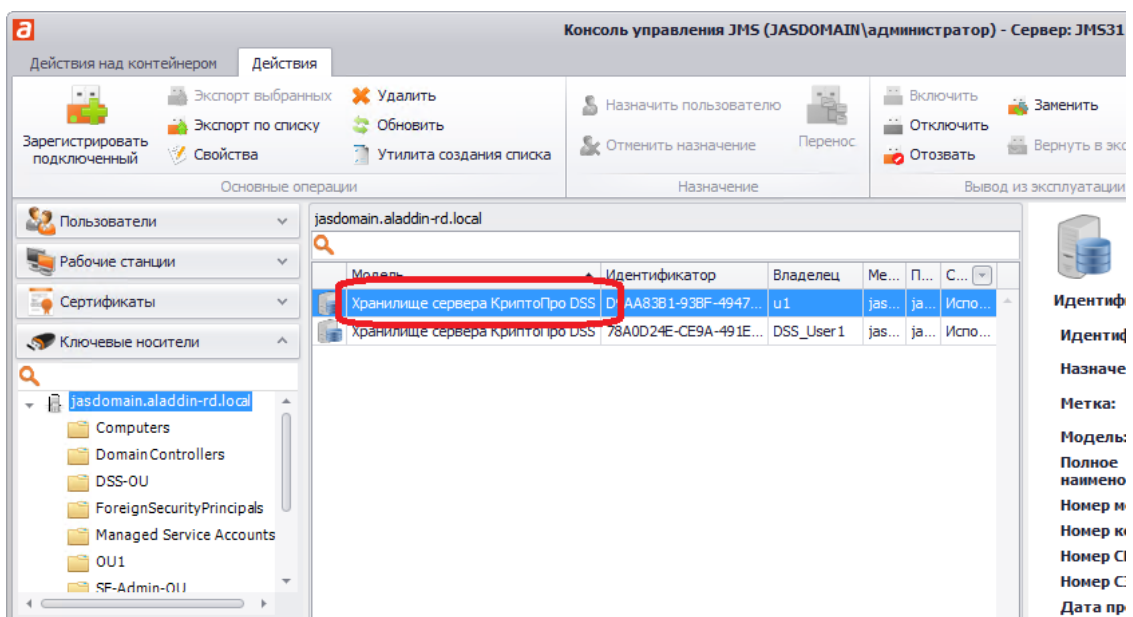 Консоль управления JMS (JASDOMAIN\администратор) - Сервер: JMS31
Действия над контейнером Действия
Зарегистрировать подключенный
Экспорт выбранных
Экспорт по списку
Свойства
Удалить
Обновить
Утилита создания списка
Основные операции
Назначить пользователю
Отменить назначение
Перенос
Назначение
Включить
Отключить
Отозвать
Заменить
Вернуть в экс
Вывод из эксплуатации
Пользователи
Рабочие станции
Сертификаты
Ключевые носители
jasdomain.aladdin-rd.local
Computers
Domain Controllers
DSS-OU
ForeignSecurityPrincipals
Managed Service Accounts
OU1
SE-Admin-OU
jasdomain.aladdin-rd.local
Модель Идентификатор Владелец Ме... П... С...
Хранилище сервера КриптоПро DSS AA83B1-93BF-4947... u1 jas... ja... Испо...
Хранилище сервера КриптоПро DSS 78A0D24E-CE9A-491E... DSS_User1 jas... ja... Испо...
Идентифи
Идентиф
Назначе
Метка:
Модель:
Полное
наимено
Номер м
Номер к
Номер С
Номер С
Дата пр